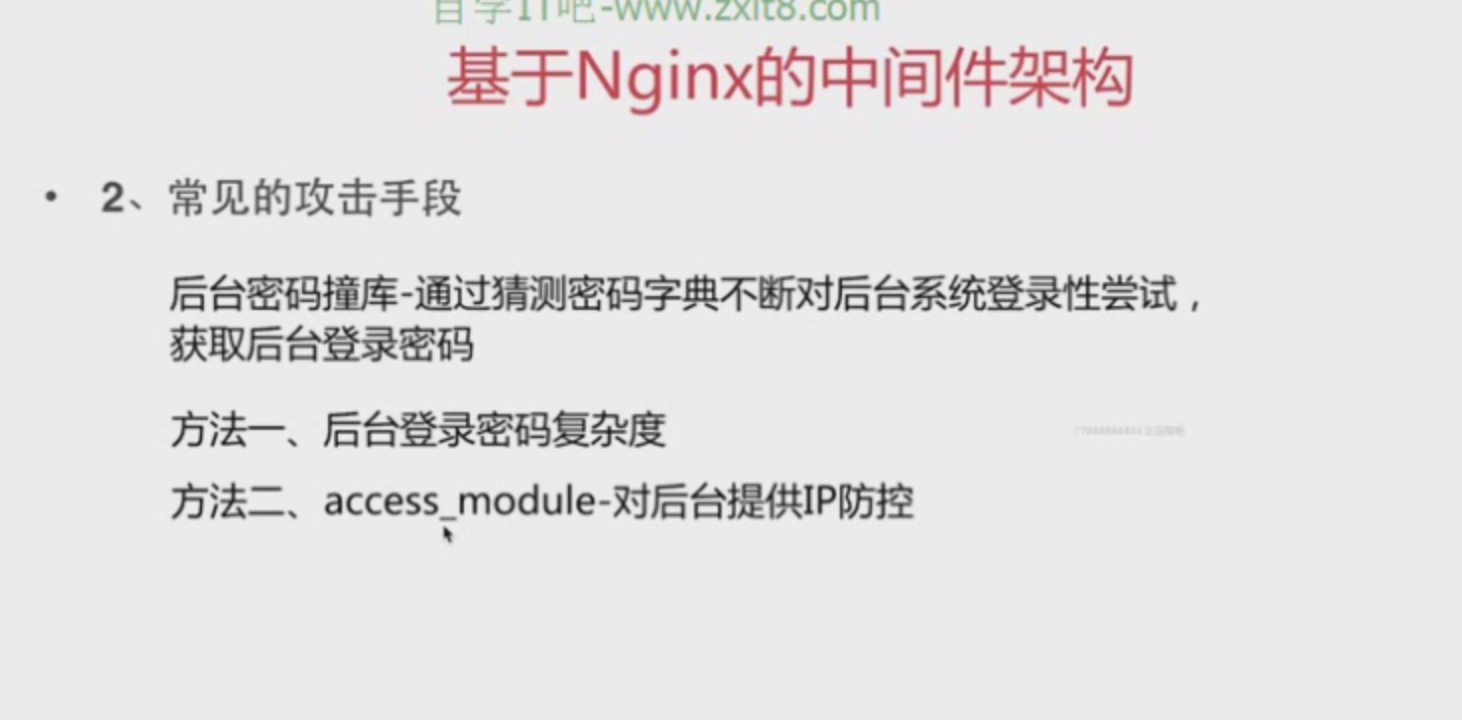 自学IT吧-www.zxit8.com
基于Nginx的中间件架构
• 2、常见的攻击手段
后台密码撞库-通过猜测密码字典不断对后台系统登录性尝试，
获取后台登录密码
方法一、后台登录密码复杂度
方法二、access_module-对后台提供IP防控